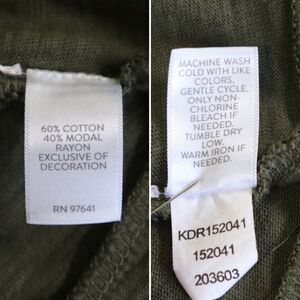 60% COTTON
40% MODAL
RAYON
EXCLUSIVE OF
DECORATION
RN 97641
MACHINE WASH
COLD WITH LIKE
COLORS.
GENTLE CYCLE.
ONLY NON-
CHLORINE
BLEACH IF
NEEDED.
TUMBLE DRY
LOW.
WARM IRON IF
NEEDED.
KDR152041
152041
203603